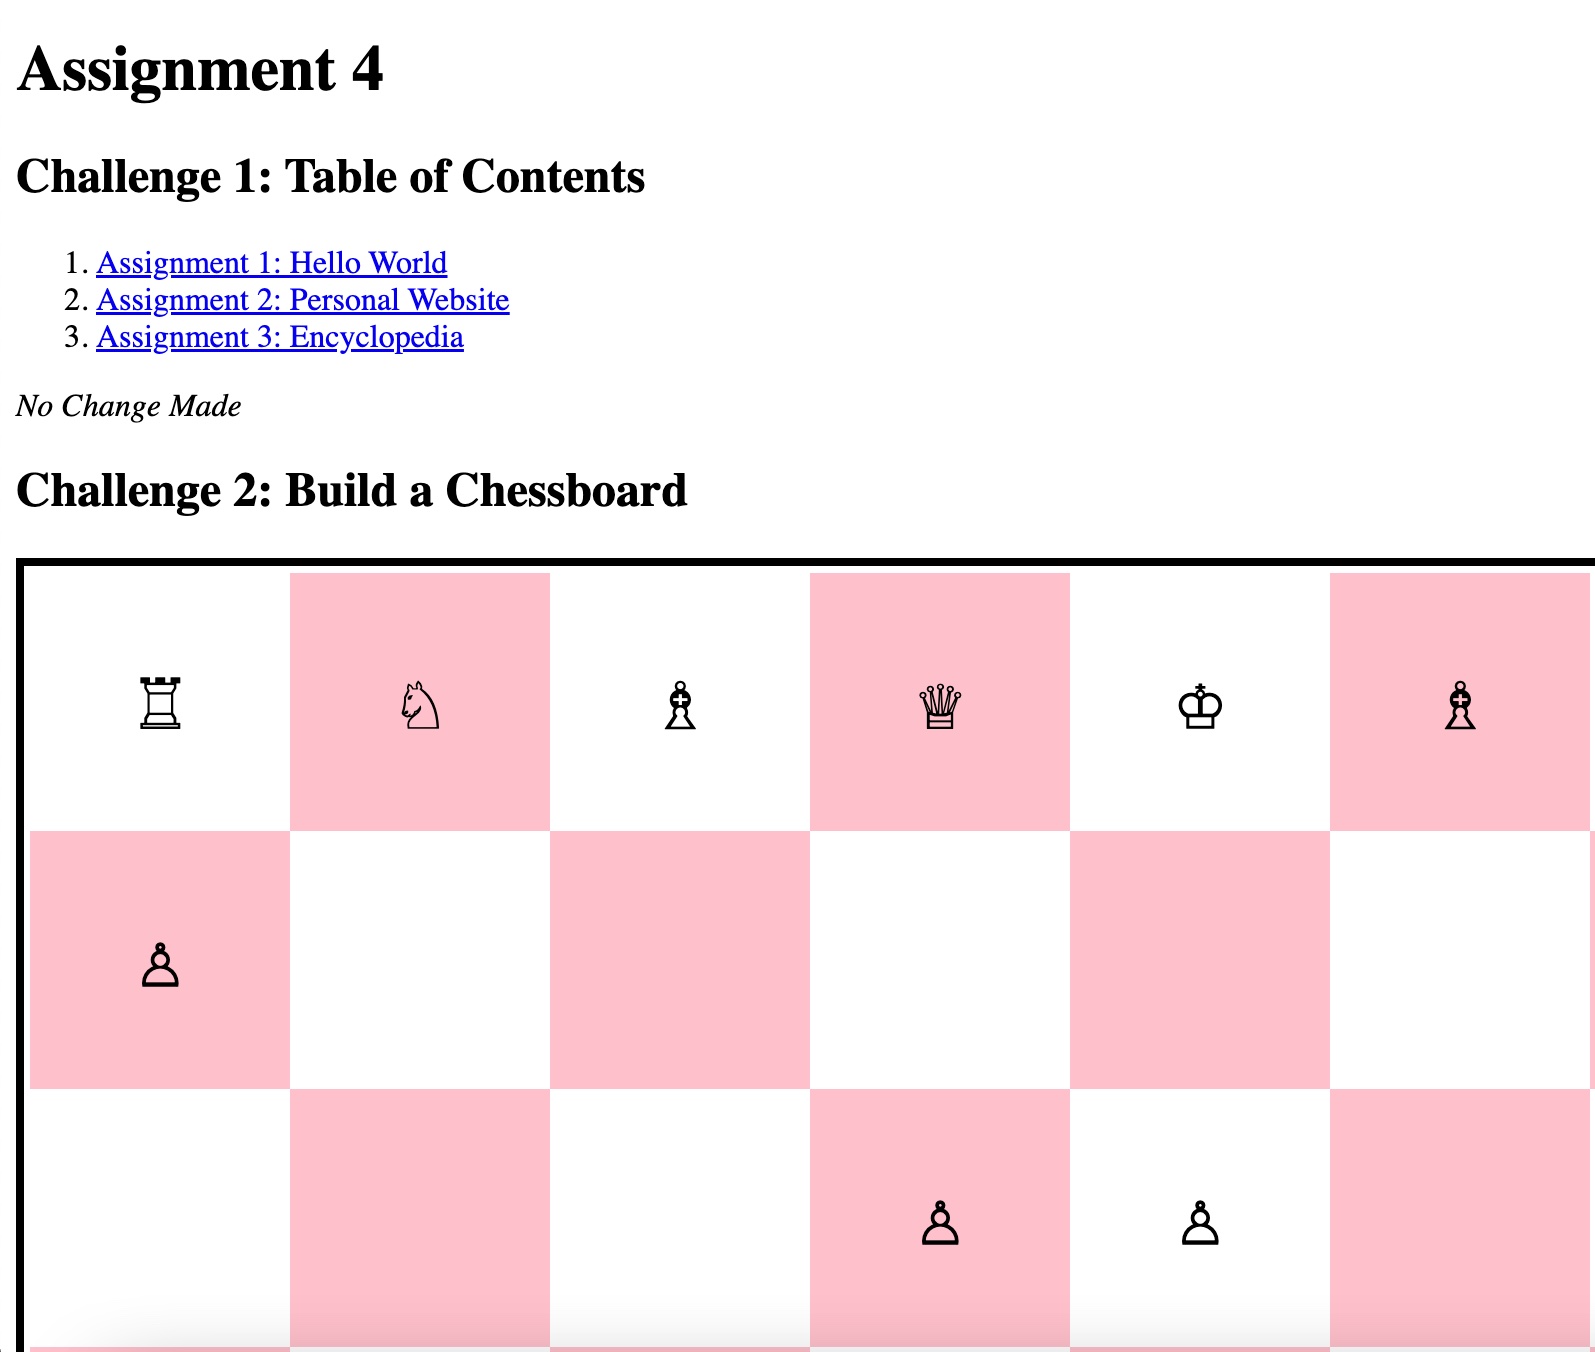 Assignment 4
Challenge 1: Table of Contents
1. Assignment 1: Hello World
2. Assignment 2: Personal Website
3. Assignment 3: Encyclopedia
No Change Made
Challenge 2: Build a Chessboard
♖ ♘ ♗ ♕ ♔ ♗
♙
♙ ♙